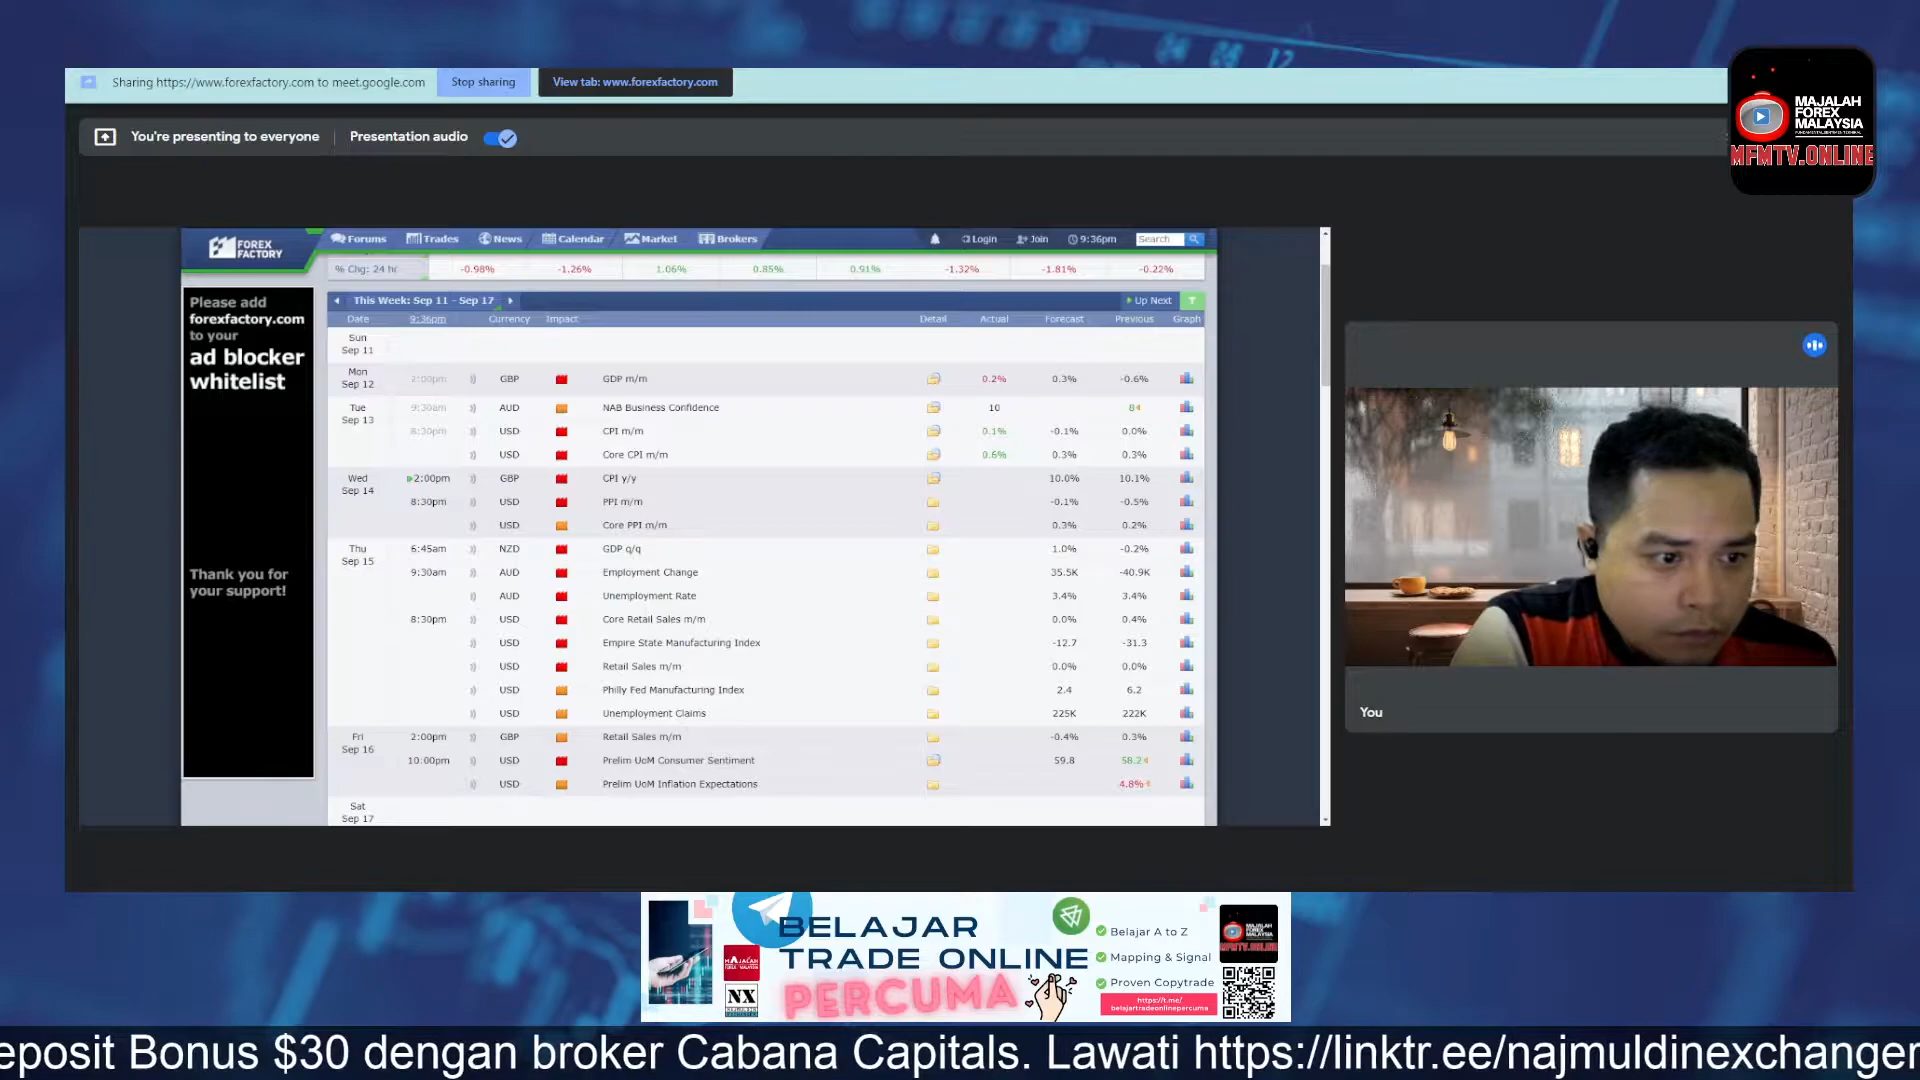 Sharing https://www.forexfactory.com to meet.google.com Stop sharing View tab: www.forexfactory.com
You're presenting to everyone Presentation audio
MAJALAH
FOREX
MALAYSIA
MFMTV.ONLINE
FOREX
FACTORY
Forums Trades News Calendar Market Brokers Login Join 9:36pm Search
% Chg: 24 hr -0.98% -1.26% 1.06% 0.85% 0.91% -1.32% -1.81% -0.22%
Please add
forexfactory.com
to your
ad blocker
whitelist
Thank you for
your support!
This Week: Sep 11 - Sep 17 Up Next
Date 9:36pm Currency Impact Detail Actual Forecast Previous Graph
Sun
Sep 11
Mon
Sep 12 2:00pm GBP GDP m/m 0.2% 0.3% -0.6%
Tue
Sep 13 9:30am AUD NAB Business Confidence 10 8
8:30pm USD CPI m/m 0.1% -0.1% 0.0%
USD Core CPI m/m 0.6% 0.3% 0.3%
Wed
Sep 14 2:00pm GBP CPI y/y 10.0% 10.1%
8:30pm USD PPI m/m -0.1% -0.5%
USD Core PPI m/m 0.3% 0.2%
Thu
Sep 15 6:45am NZD GDP q/q 1.0% -0.2%
9:30am AUD Employment Change 35.5K -40.9K
AUD Unemployment Rate 3.4% 3.4%
8:30pm USD Core Retail Sales m/m 0.0% 0.4%
USD Empire State Manufacturing Index -12.7 -31.3
USD Retail Sales m/m 0.0% 0.0%
USD Philly Fed Manufacturing Index 2.4 6.2
USD Unemployment Claims 225K 222K
Fri
Sep 16 2:00pm GBP Retail Sales m/m -0.4% 0.3%
10:00pm USD Prelim UoM Consumer Sentiment 59.8 58.2
USD Prelim UoM Inflation Expectations 4.8%
Sat
Sep 17
You
BELAJAR
TRADE ONLINE
PERCUMA
NX
Belajar A to Z
Mapping & Signal
Proven Copytrade
https://t.me/
belajartradeonlinepercuma
eposit Bonus $30 dengan broker Cabana Capitals. Lawati https://linktr.ee/najmuldinexchanger